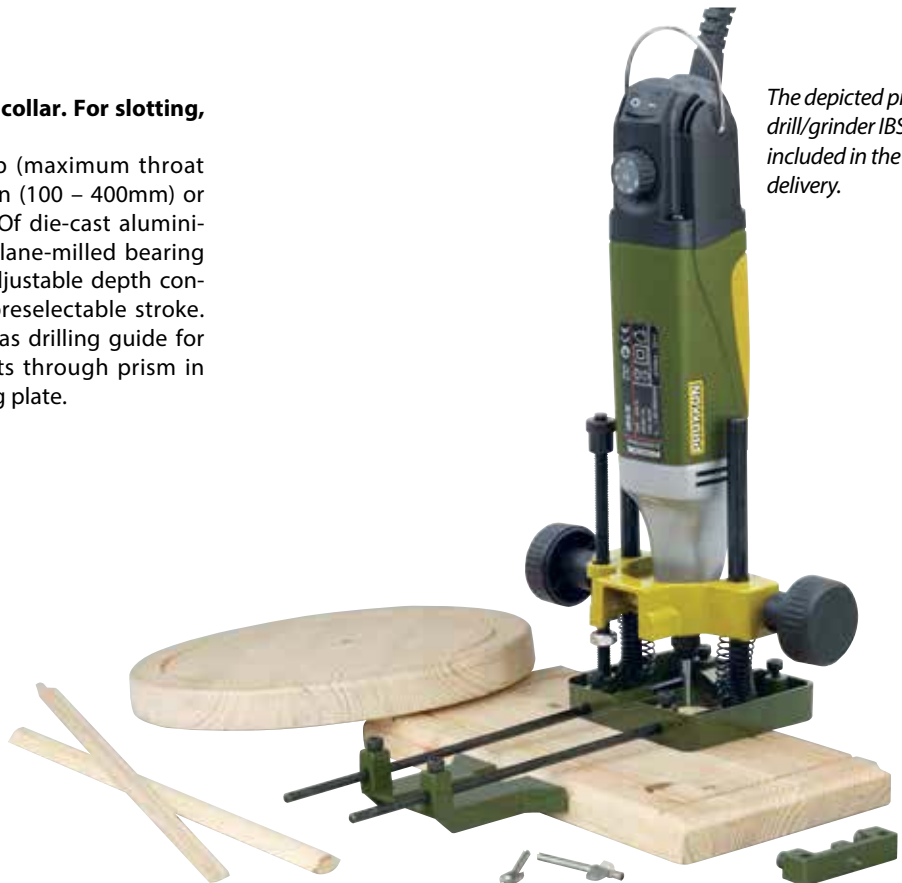 collar. For slotting,
p (maximum throat
n (100 – 400mm) or
Of die-cast alumini-
lane-milled bearing
djustable depth con-
preselectable stroke.
as drilling guide for
ts through prism in
g plate.
The depicted p
drill/grinder IBS
included in the
delivery.
PROXXON